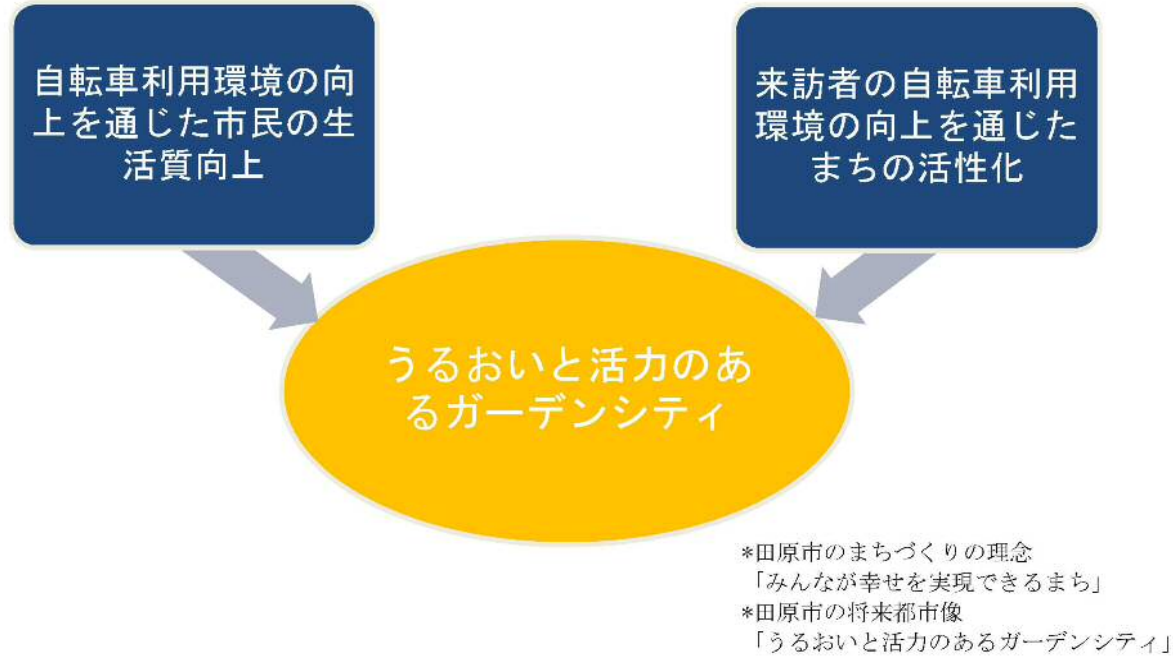 自転車利用環境の向
上を通じた市民の生
活質向上
来訪者の自転車利用
環境の向上を通じた
まちの活性化
うるおいと活力のあ
るガーデンシティ
*田原市のまちづくりの理念
「みんなが幸せを実現できるまち」
*田原市の将来都市像
「うるおいと活力のあるガーデンシティ」